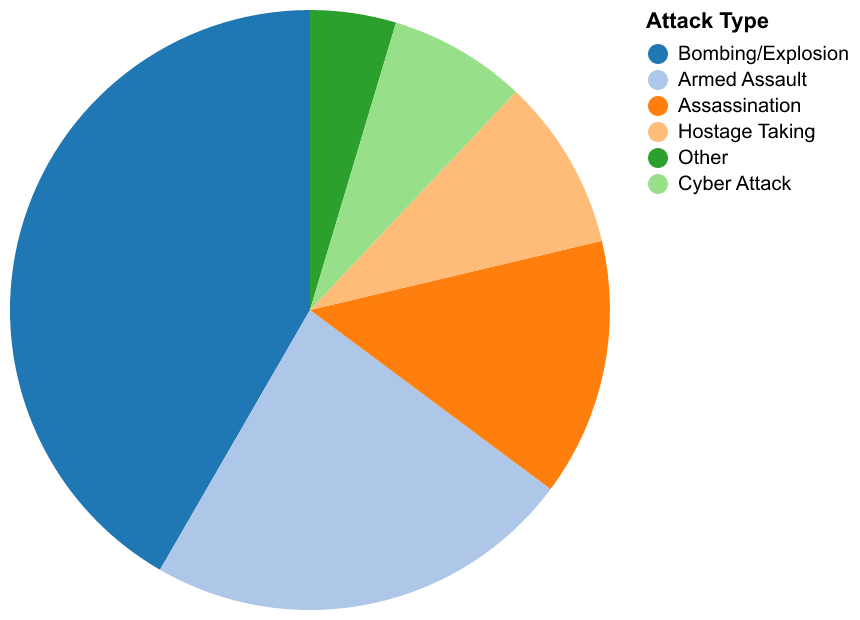 Attack Type
Bombing/Explosion
Armed Assault
Assassination
Hostage Taking
Other
Cyber Attack